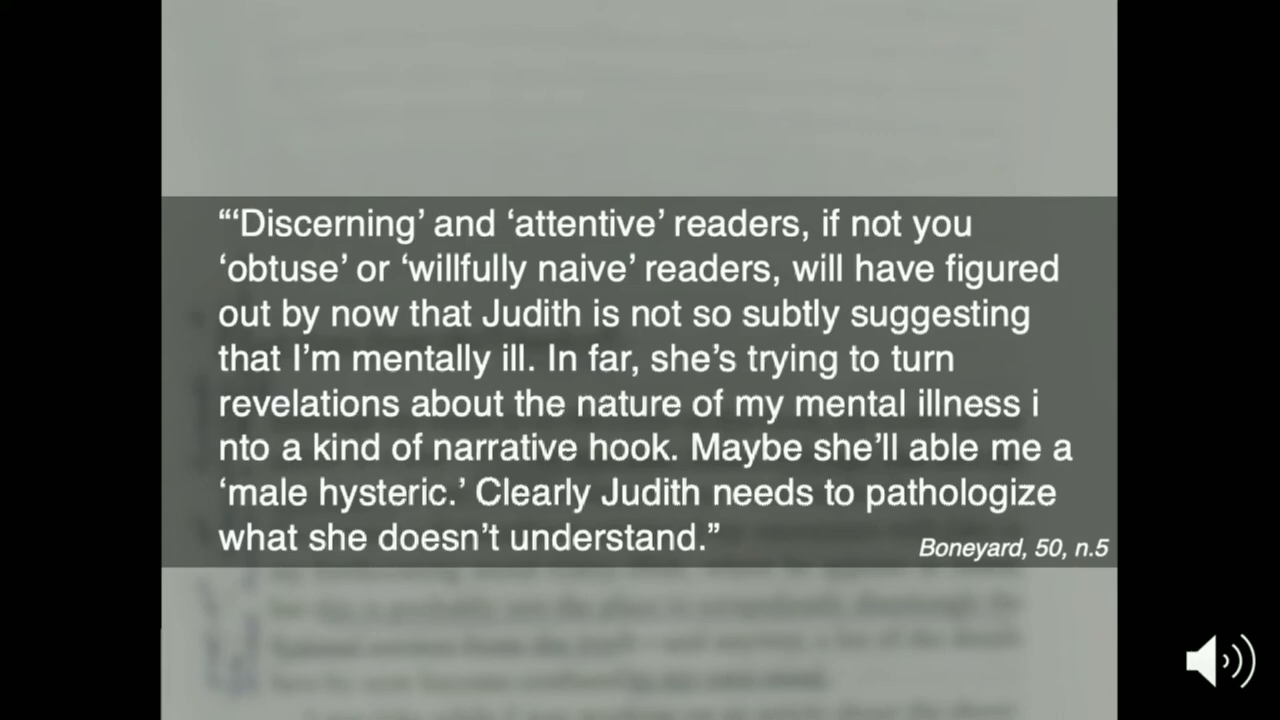 “‘Discerning’ and ‘attentive’ readers, if not you
‘obtuse’ or ‘willfully naive’ readers, will have figured
out by now that Judith is not so subtly suggesting
that I’m mentally ill. In far, she’s trying to turn
revelations about the nature of my mental illness i
nto a kind of narrative hook. Maybe she’ll able me a
‘male hysteric.’ Clearly Judith needs to pathologize
what she doesn’t understand.”
Boneyard, 50, n.5